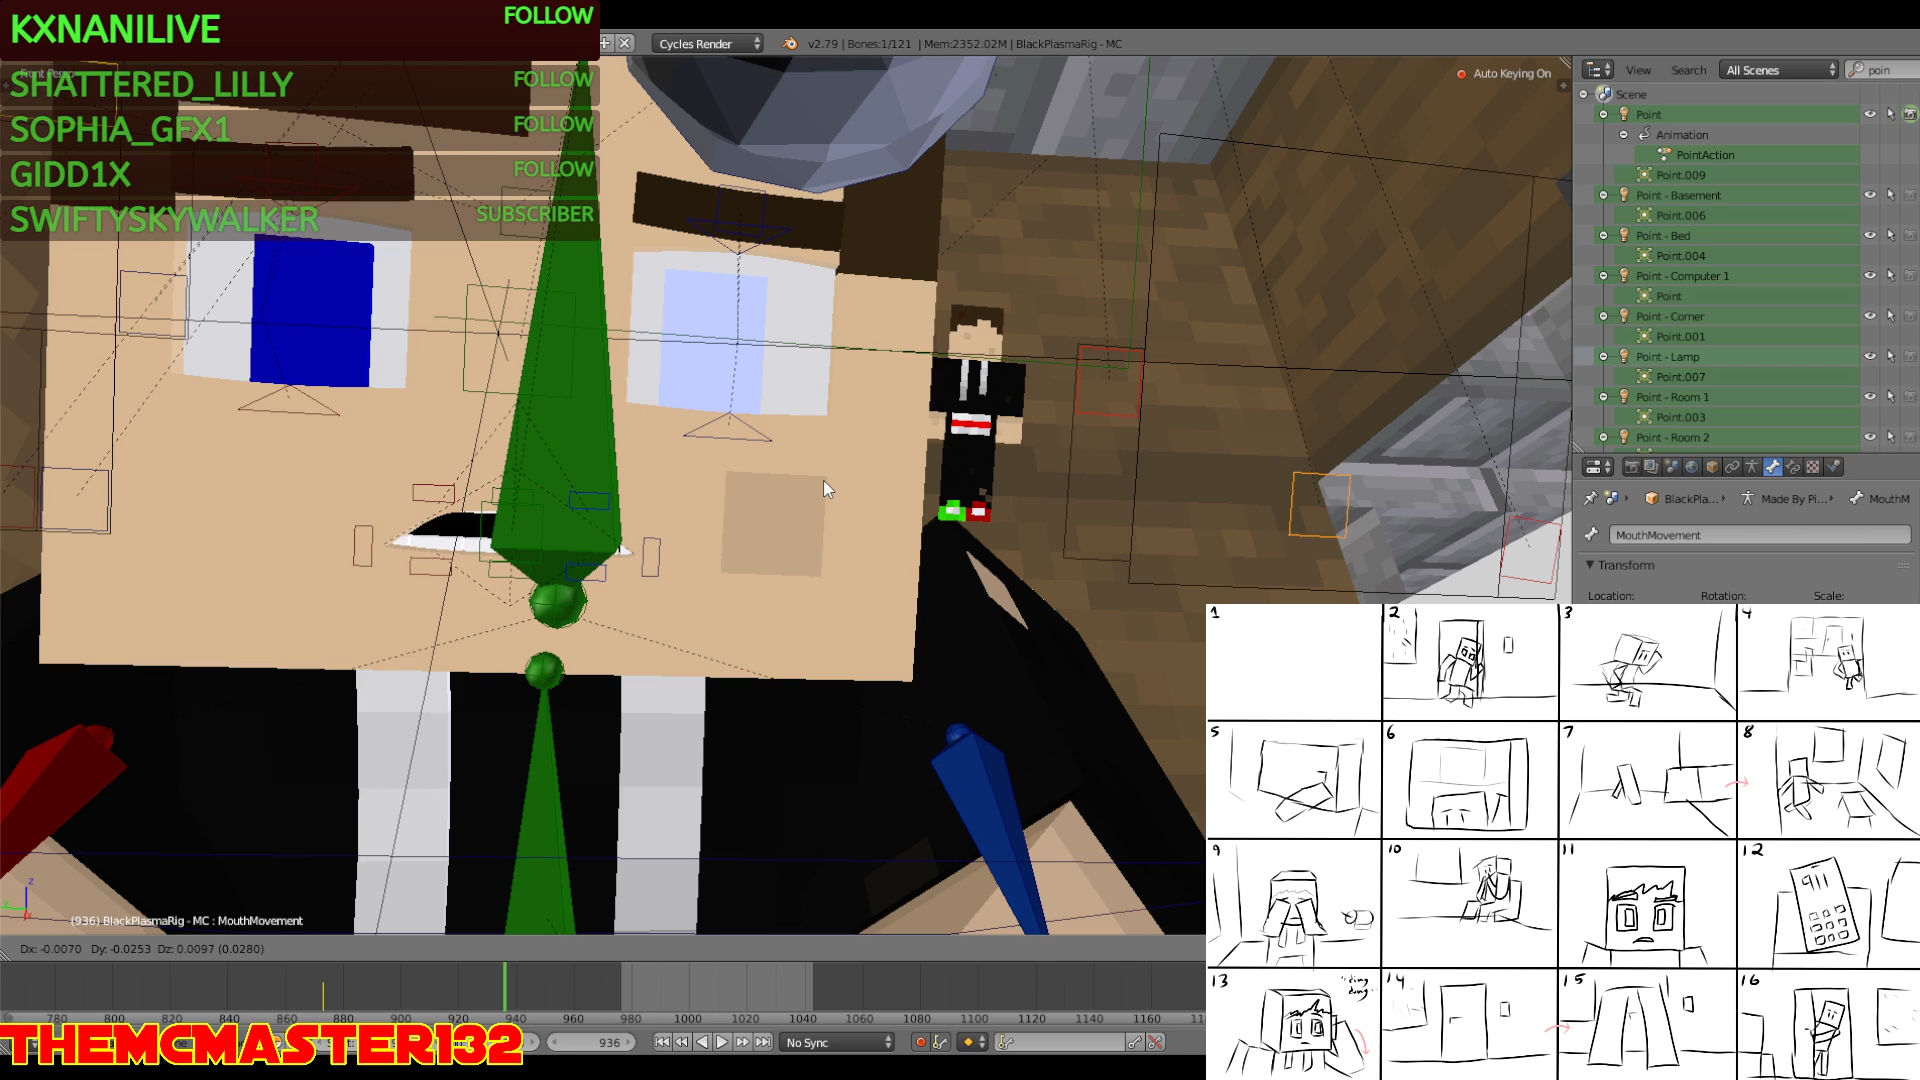 KXNANILIVE FOLLOW
SHATTERED_LILLY FOLLOW
SOPHIA_GFX1 FOLLOW
GIDD1X FOLLOW
SWIFTYSKYWALKER SUBSCRIBER
Cycles Render v2.79 | Bones:1/121 | Mem:2352.02M | BlackPlasmaRig - MC
Auto Keying On
View Search All Scenes poin
Scene
Point
Animation
PointAction
Point.009
Point - Basement
Point.006
Point - Bed
Point.004
Point - Computer 1
Point
Point - Corner
Point.001
Point - Lamp
Point.007
Point - Room 1
Point.003
Point - Room 2
BlackPla... Made By Pi... MouthM
MouthMovement
Transform
Location: Rotation: Scale:
(936) BlackPlasmaRig - MC : MouthMovement
Dx: -0.0070 Dy: -0.0253 Dz: 0.0097 (0.0280)
780 800 820 840 860 880 900 920 940 960 980 1000 1020 1040 1060 1080 1100 1120 1140 1160
THEMCMASTER132
936 No Sync
1 2 3 4
5 6 7 8
9 10 11 12
911
13 14 15 16
"ding
dong"